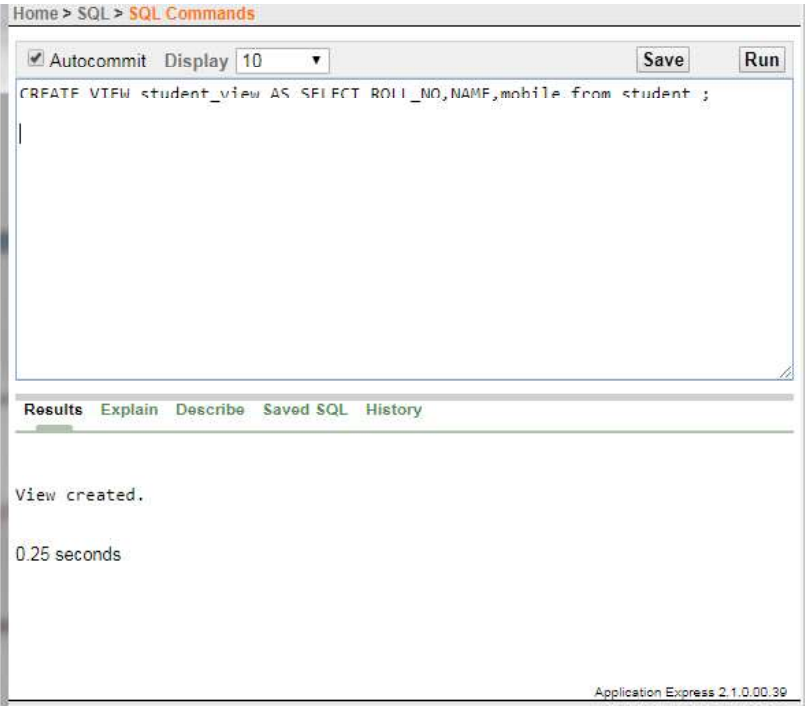 Home > SQL > SQL Commands
Autocommit Display 10 Save Run
CREATE VIEW student_view AS SELECT ROLL_NO,NAME,mobile from student ;
Results Explain Describe Saved SQL History
View created.
0.25 seconds
Application Express 2.1.0.00.39